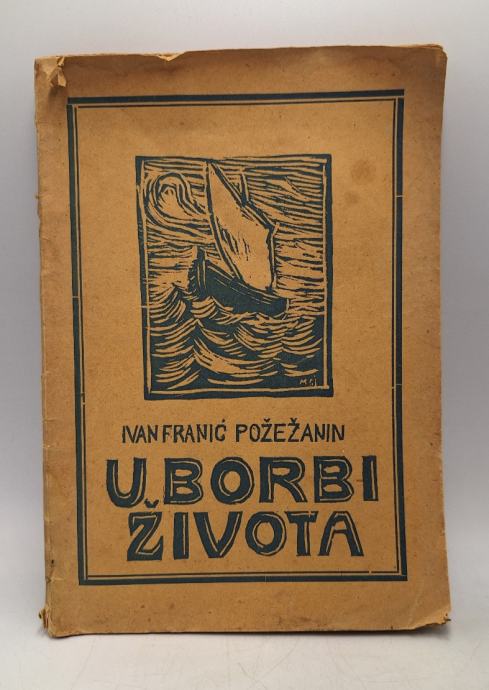 IVAN FRANIĆ POŽEŽANIN
U BORBI
ŽIVOTA